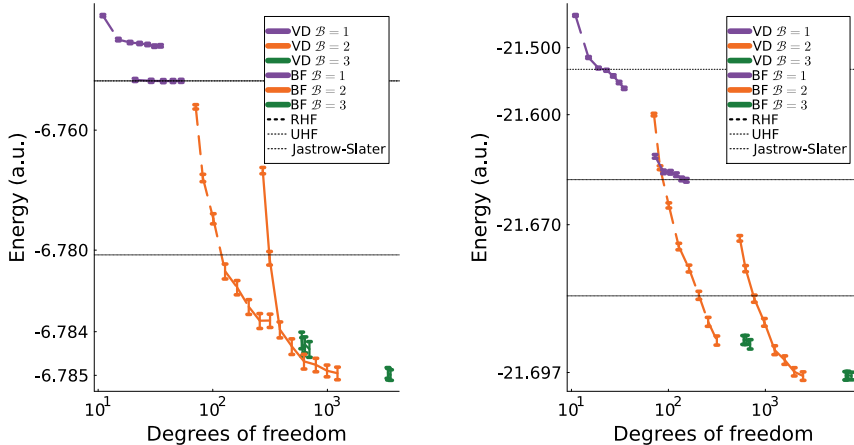 VD ℬ = 1
VD ℬ = 2
VD ℬ = 3
BF ℬ = 1
BF ℬ = 2
BF ℬ = 3
RHF
UHF
Jastrow-Slater
-6.760
-6.780
-6.784
-6.785
Energy (a.u.)
10¹
10²
10³
Degrees of freedom
VD ℬ = 1
VD ℬ = 2
VD ℬ = 3
BF ℬ = 1
BF ℬ = 2
BF ℬ = 3
RHF
UHF
Jastrow-Slater
-21.500
-21.600
-21.670
-21.697
Energy (a.u.)
10¹
10²
10³
Degrees of freedom